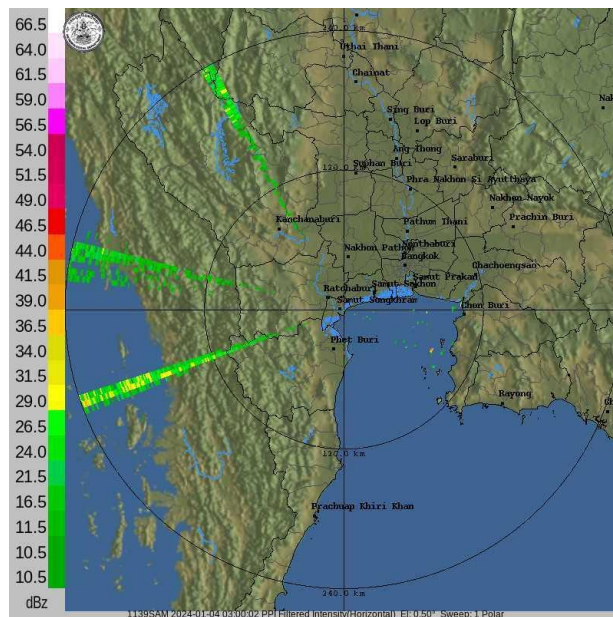 66.5
64.0
61.5
59.0
56.5
54.0
51.5
49.0
46.5
44.0
41.5
39.0
36.5
34.0
31.5
29.0
26.5
24.0
21.5
19.0
16.5
14.0
11.5
10.5
dBz
240.0 km
Uthai Thani
Chainat
Sing Buri
Lop Buri
Ang Thong
Suphan Buri
Saraburi
120.0 km
Phra Nakhon Si Ayutthaya
Nakhon Nayok
Kanchanaburi
Pathum Thani
Prachin Buri
Nonthaburi
Nakhon Pathom
Bangkok
Chachoengsao
Samut Prakan
Ratchaburi
Samut Sakhon
Samut Songkhram
Chon Buri
Phet Buri
Rayong
120.0 km
Prachuap Khiri Khan
240.0 km
1139SAM 2024-01-04 03:00:02 PPI Filtered Intensity(Horizontal) El: 0.50° Sweep: 1 Polar